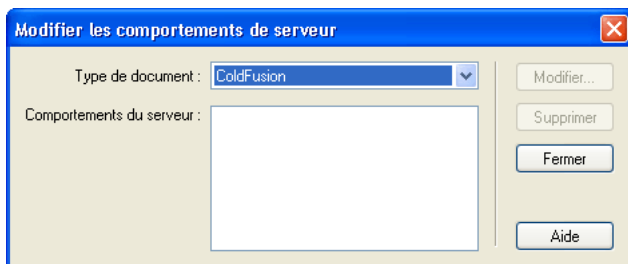 Modifier les comportements de serveur
Type de document : ColdFusion
Modifier...
Comportements du serveur :
Supprimer
Fermer
Aide